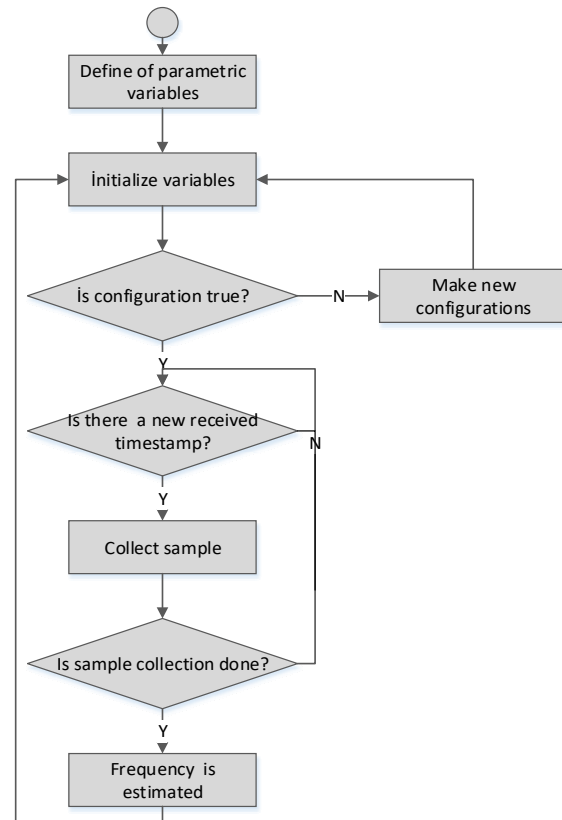 Define of parametric
variables
İnitialize variables
İs configuration true?
N
Make new
configurations
Y
Is there a new received
timestamp?
N
Y
Collect sample
Is sample collection done?
Y
Frequency is
estimated